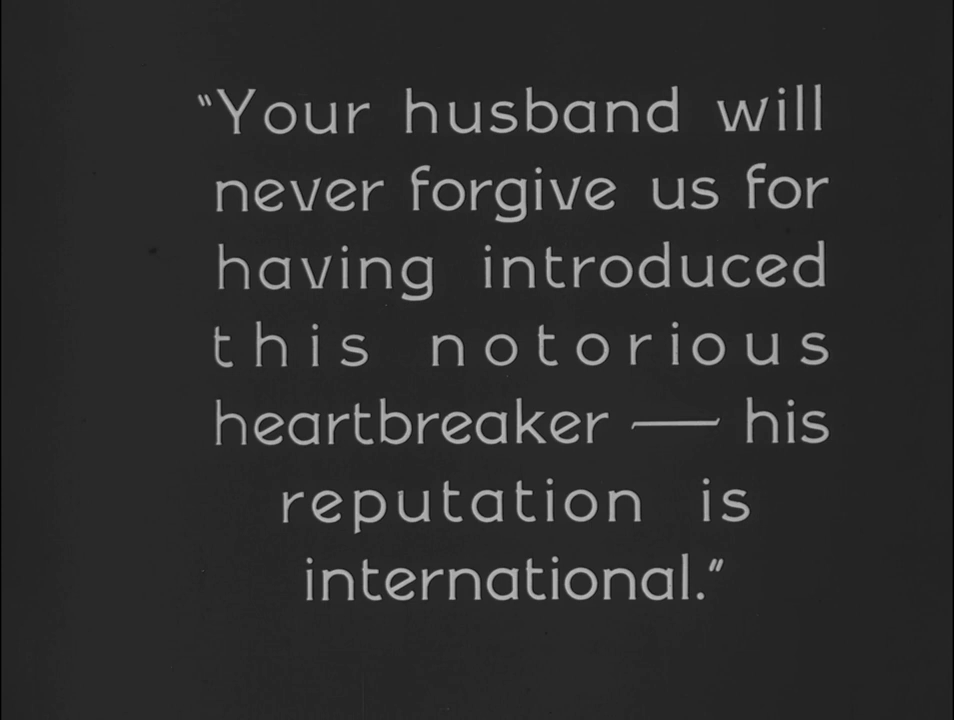 "Your husband will
never forgive us for
having introduced
this notorious
heartbreaker — his
reputation is
international."